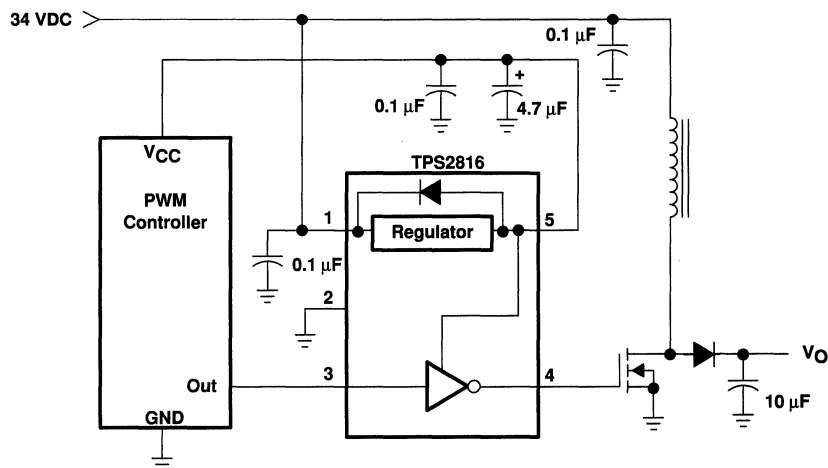 34 VDC
0.1 µF
+
0.1 µF
4.7 µF
VCC
TPS2816
PWM
Controller
1
Regulator
5
0.1 µF
2
3
4
Out
VO
10 µF
GND